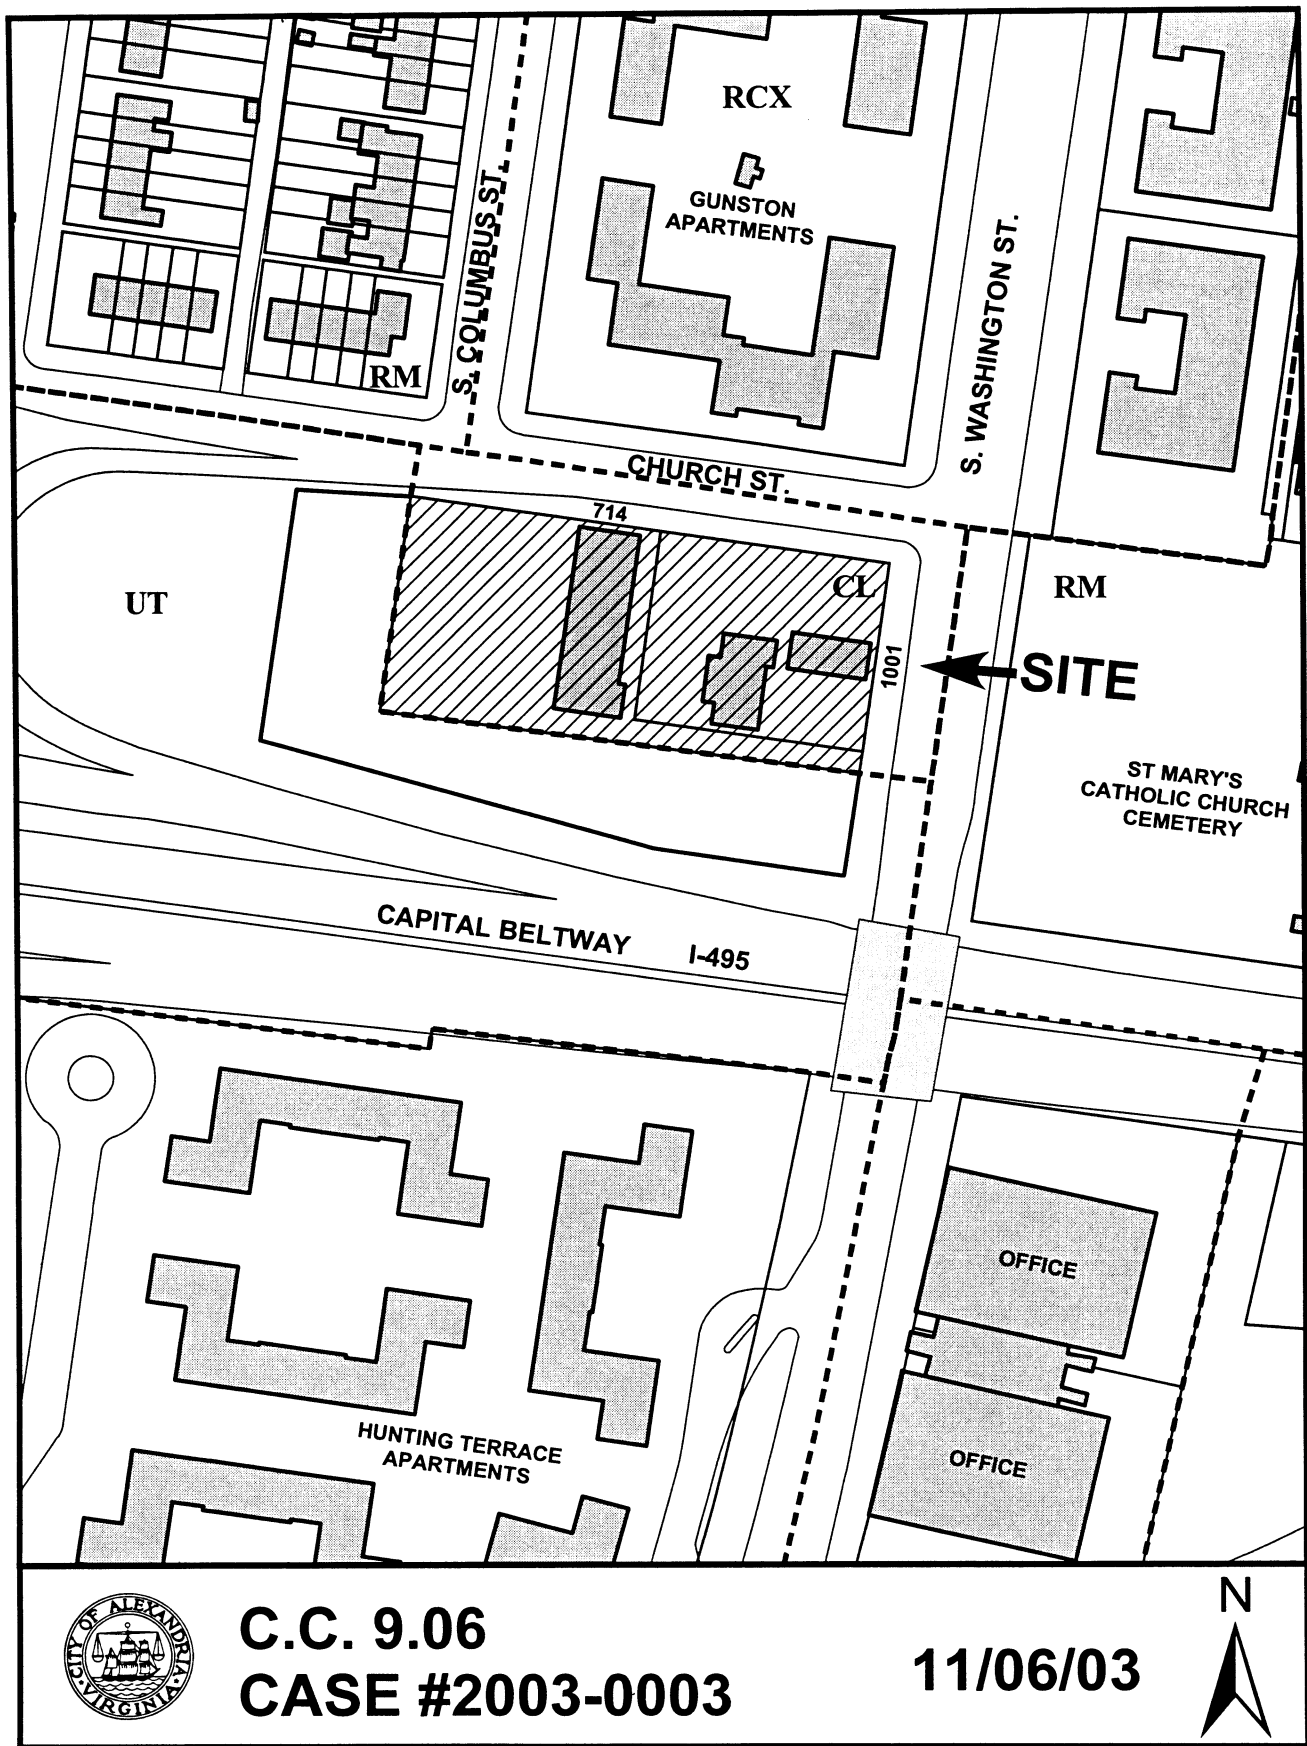 RCX
GUNSTON
APARTMENTS
S. COLUMBUS ST.
S. WASHINGTON ST.
RM
CHURCH ST.
714
CL
UT
RM
1001
SITE
ST MARY'S
CATHOLIC CHURCH
CEMETERY
CAPITAL BELTWAY I-495
OFFICE
HUNTING TERRACE
APARTMENTS
OFFICE
CITY OF ALEXANDRIA
VIRGINIA
C.C. 9.06
CASE #2003-0003
11/06/03
N